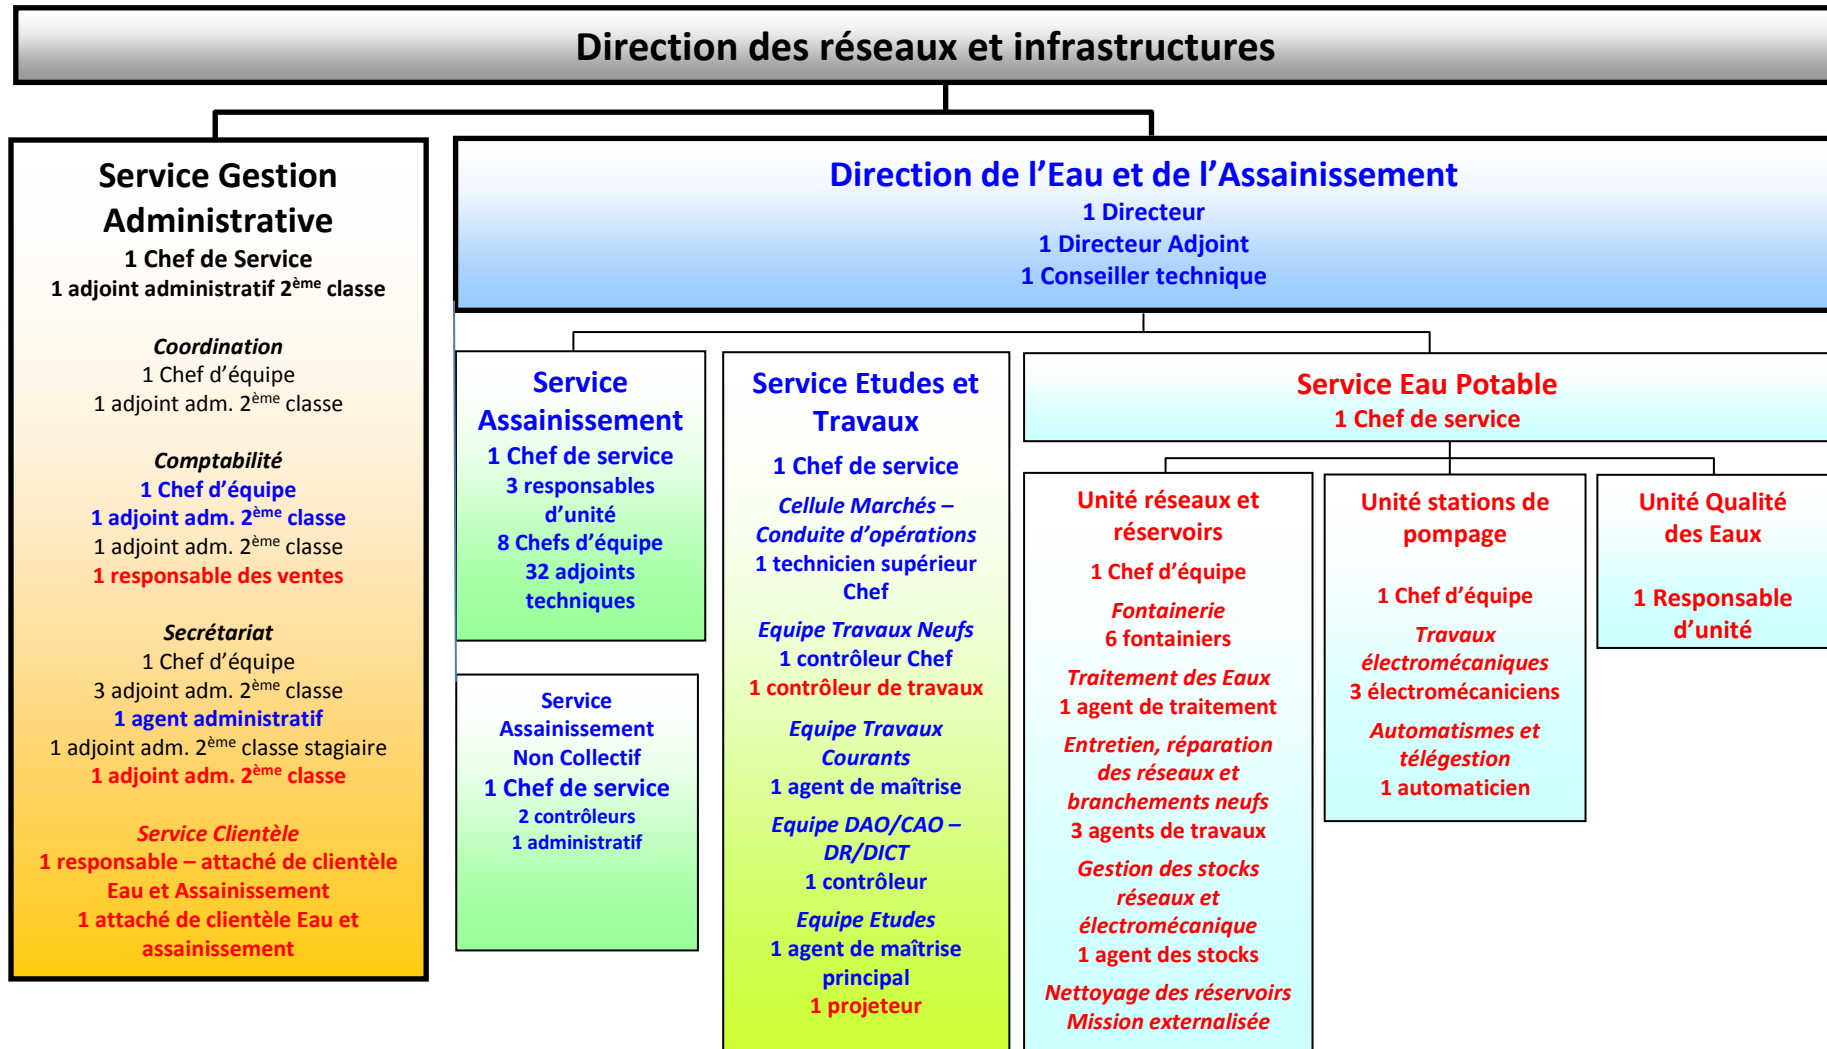 Direction des réseaux et infrastructures
Service Gestion
Administrative
1 Chef de Service
1 adjoint administratif 2ème classe
Coordination
1 Chef d’équipe
1 adjoint adm. 2ème classe
Comptabilité
1 Chef d’équipe
1 adjoint adm. 2ème classe
1 adjoint adm. 2ème classe
1 responsable des ventes
Secrétariat
1 Chef d’équipe
3 adjoint adm. 2ème classe
1 agent administratif
1 adjoint adm. 2ème classe stagiaire
1 adjoint adm. 2ème classe
Service Clientèle
1 responsable – attaché de clientèle
Eau et Assainissement
1 attaché de clientèle Eau et
assainissement
Direction de l’Eau et de l’Assainissement
1 Directeur
1 Directeur Adjoint
1 Conseiller technique
Service
Assainissement
1 Chef de service
3 responsables
d’unité
8 Chefs d’équipe
32 adjoints
techniques
Service
Assainissement
Non Collectif
1 Chef de service
2 contrôleurs
1 administratif
Service Etudes et
Travaux
1 Chef de service
Cellule Marchés –
Conduite d’opérations
1 technicien supérieur
Chef
Equipe Travaux Neufs
1 contrôleur Chef
1 contrôleur de travaux
Equipe Travaux
Courants
1 agent de maîtrise
Equipe DAO/CAO –
DR/DICT
1 contrôleur
Equipe Etudes
1 agent de maîtrise
principal
1 projeteur
Service Eau Potable
1 Chef de service
Unité réseaux et
réservoirs
1 Chef d’équipe
Fontainerie
6 fontainiers
Traitement des Eaux
1 agent de traitement
Entretien, réparation
des réseaux et
branchements neufs
3 agents de travaux
Gestion des stocks
réseaux et
électromécanique
1 agent des stocks
Nettoyage des réservoirs
Mission externalisée
Unité stations de
pompage
1 Chef d’équipe
Travaux
électromécaniques
3 électromécaniciens
Automatismes et
télégestion
1 automaticien
Unité Qualité
des Eaux
1 Responsable
d’unité